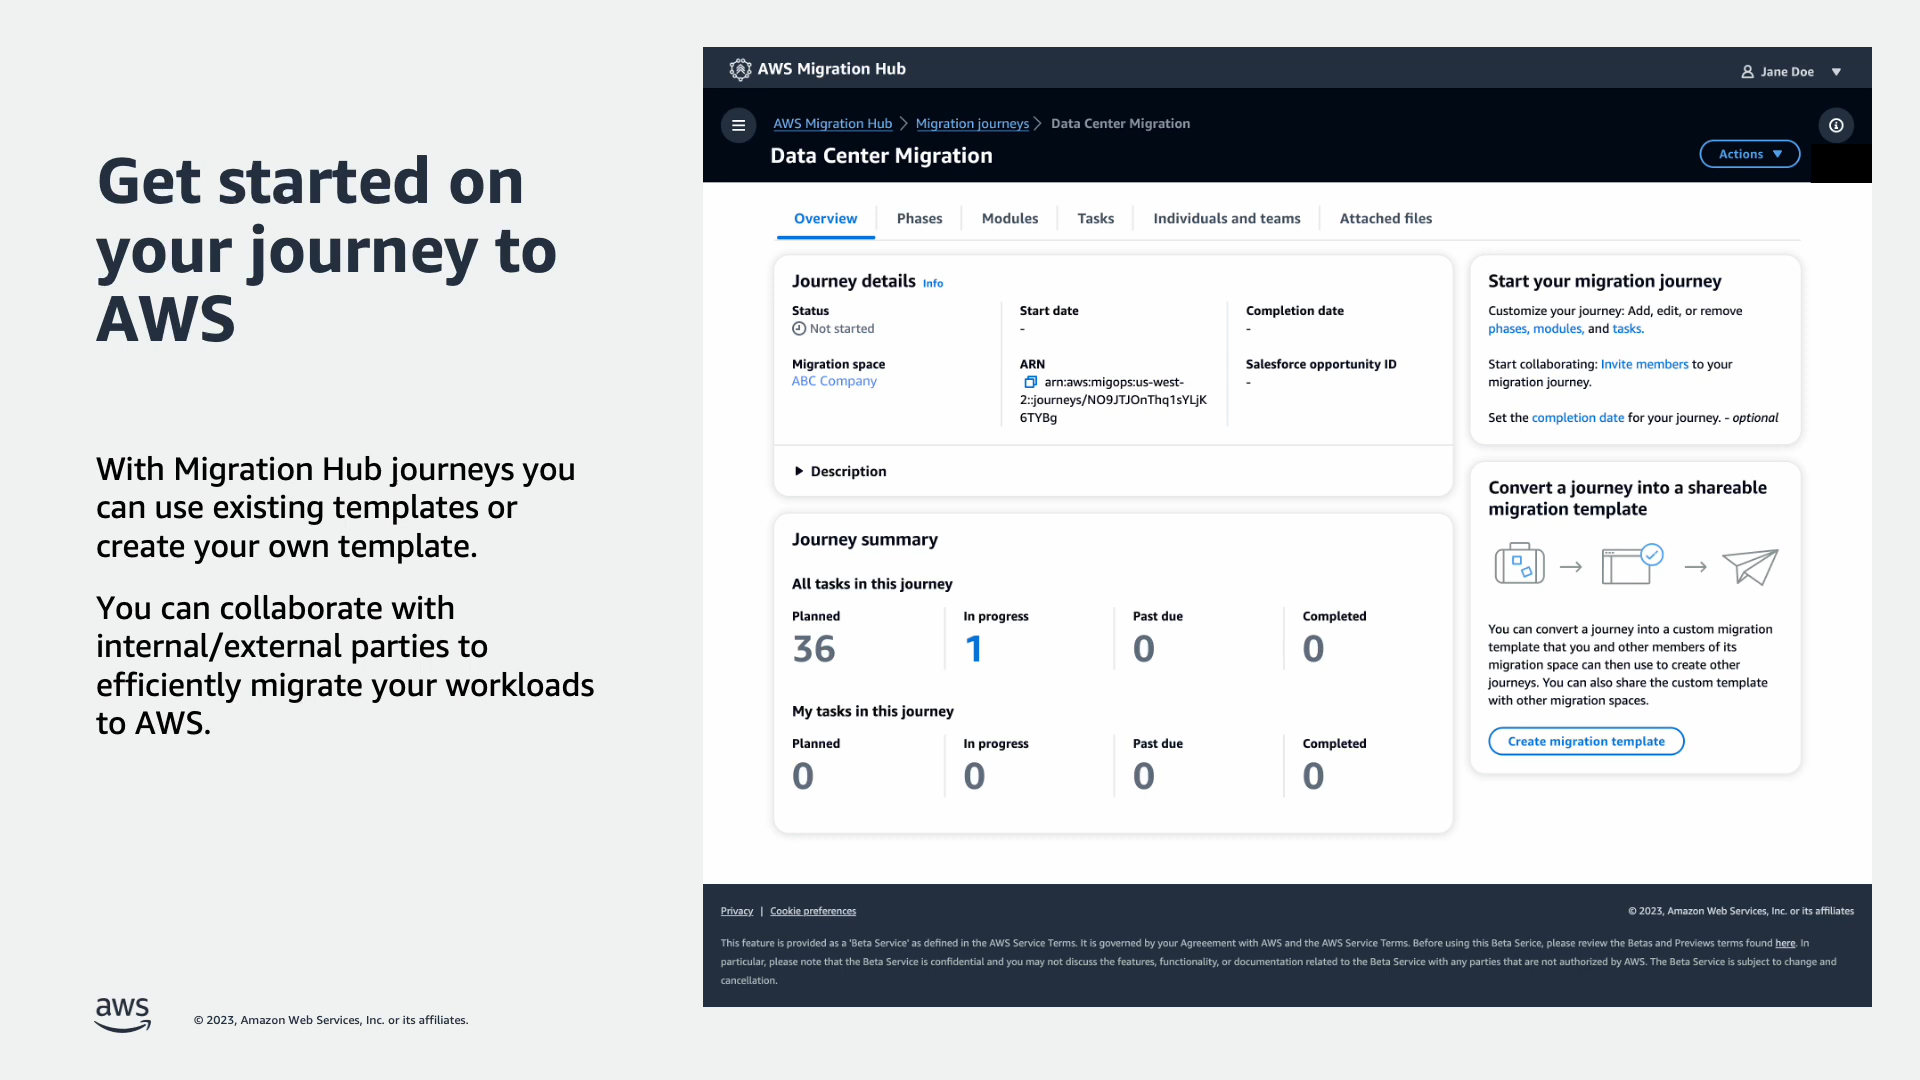 Get started on
your journey to
AWS
With Migration Hub journeys you
can use existing templates or
create your own template.
You can collaborate with
internal/external parties to
efficiently migrate your workloads
to AWS.
aws
© 2023, Amazon Web Services, Inc. or its affiliates.
AWS Migration Hub
Jane Doe
AWS Migration Hub > Migration journeys > Data Center Migration
Data Center Migration
Actions
Overview
Phases
Modules
Tasks
Individuals and teams
Attached files
Journey details Info
Status
Not started
Start date
-
Completion date
-
Migration space
ABC Company
ARN
arn:aws:migops:us-west-
2::journeys/NO9JTJOnThq1sYLjK
6TYBg
Salesforce opportunity ID
-
Description
Journey summary
All tasks in this journey
Planned
36
In progress
1
Past due
0
Completed
0
My tasks in this journey
Planned
0
In progress
0
Past due
0
Completed
0
Start your migration journey
Customize your journey: Add, edit, or remove
phases, modules, and tasks.
Start collaborating: Invite members to your
migration journey.
Set the completion date for your journey. - optional
Convert a journey into a shareable
migration template
You can convert a journey into a custom migration
template that you and other members of its
migration space can then use to create other
journeys. You can also share the custom template
with other migration spaces.
Create migration template
Privacy | Cookie preferences
© 2023, Amazon Web Services, Inc. or its affiliates
This feature is provided as a 'Beta Service' as defined in the AWS Service Terms. It is governed by your Agreeement with AWS and the AWS Service Terms. Before using this Beta Serice, please review the Betas and Previews terms found here. In
particular, please note that the Beta Service is confidential and you may not discuss the features, functionality, or documentation related to the Beta Service with any parties that are not authorized by AWS. The Beta Service is subject to change and
cancellation.